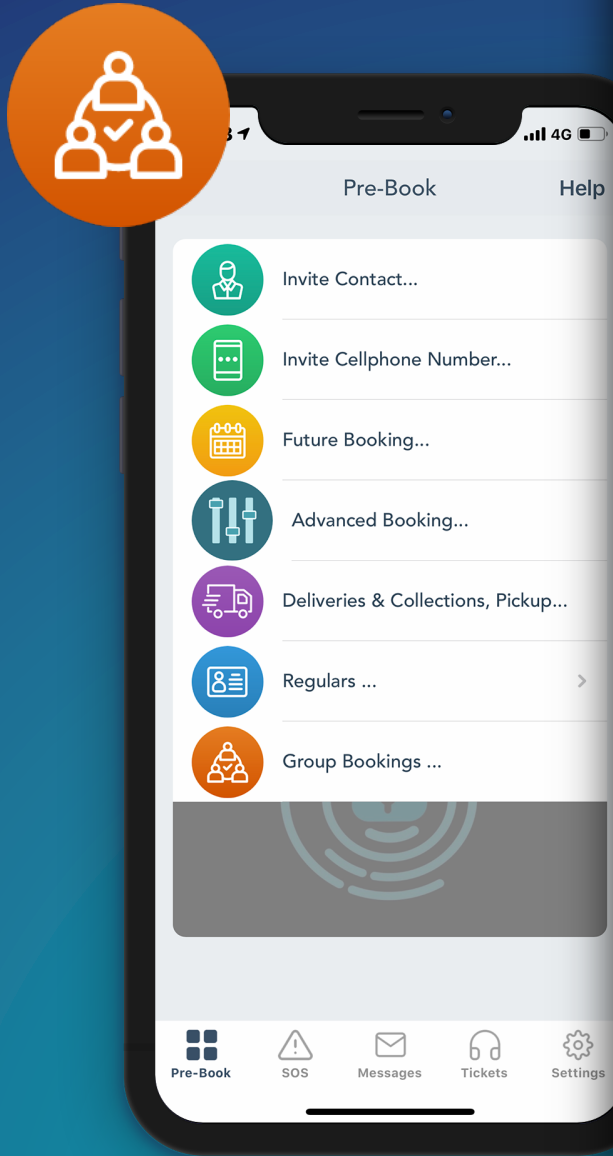 4G
Pre-Book
Help
Invite Contact...
Invite Cellphone Number...
Future Booking...
Advanced Booking...
Deliveries & Collections, Pickup...
Regulars ...
Group Bookings ...
Pre-Book
SOS
Messages
Tickets
Settings